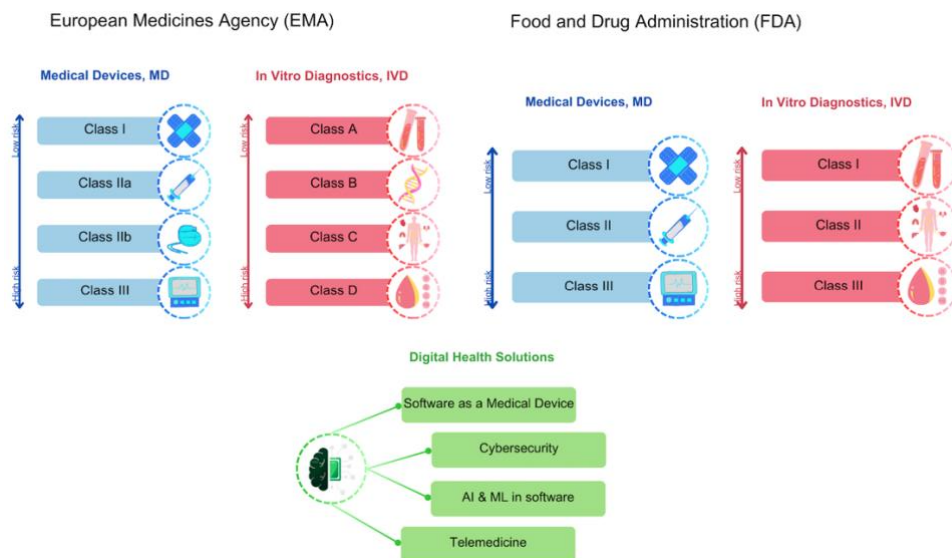 European Medicines Agency (EMA)
Food and Drug Administration (FDA)
Medical Devices, MD
In Vitro Diagnostics, IVD
Low risk
High risk
Class I
Class IIa
Class IIb
Class III
Low risk
High risk
Class A
Class B
Class C
Class D
Medical Devices, MD
In Vitro Diagnostics, IVD
Low risk
High risk
Class I
Class II
Class III
Low risk
High risk
Class I
Class II
Class III
Digital Health Solutions
Software as a Medical Device
Cybersecurity
AI & ML in software
Telemedicine